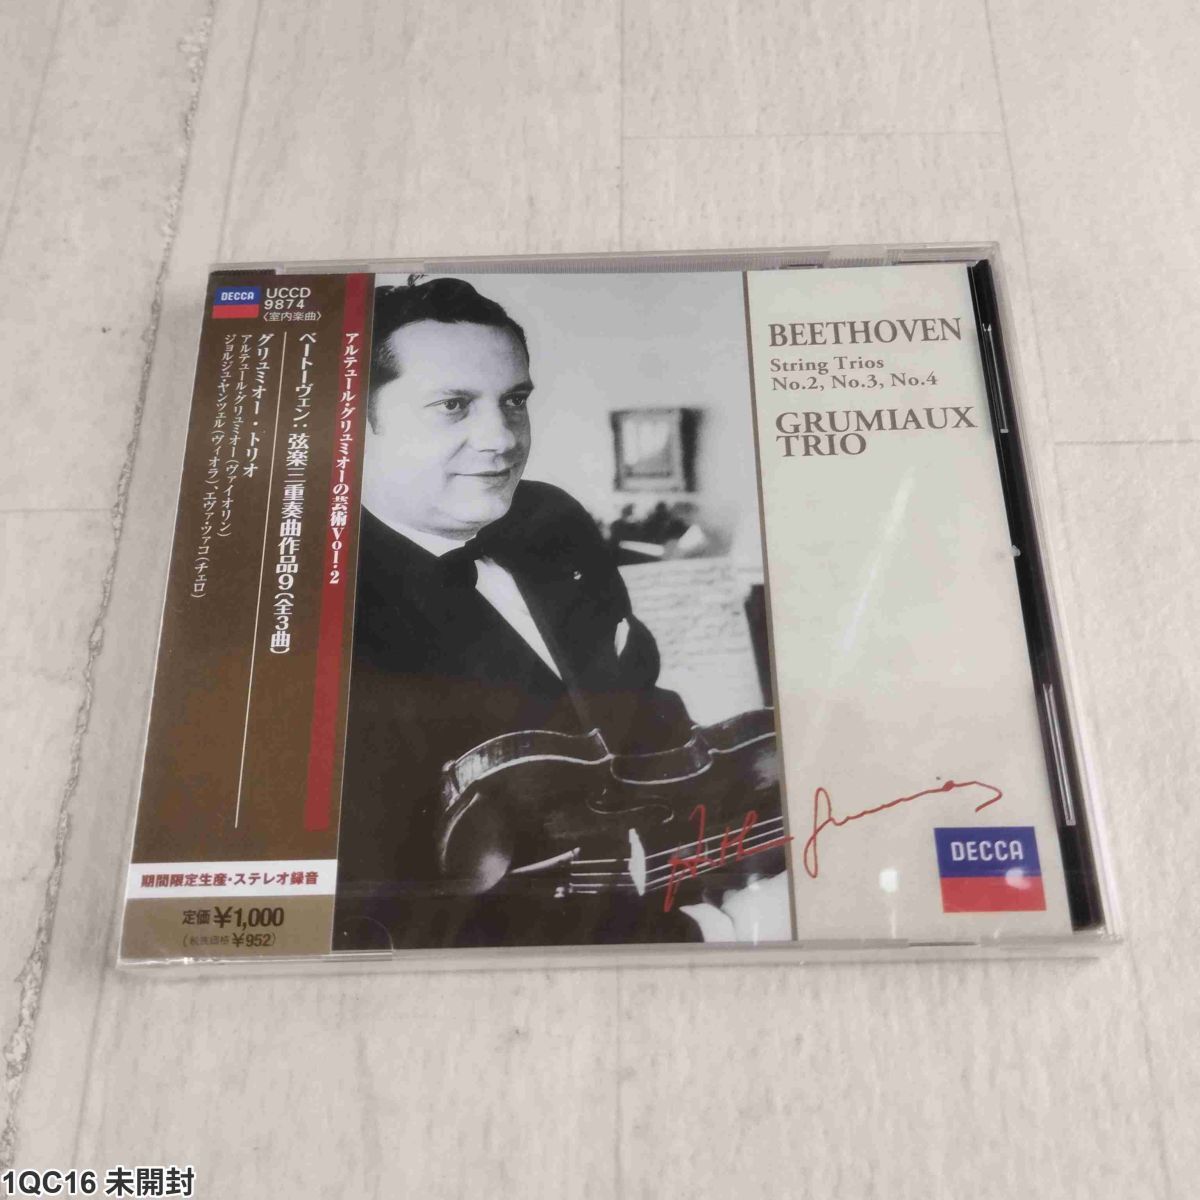 DECCA
UCCD
9874
〈室内楽曲〉
アルテュール・グリュミオーの芸術Vol・2
ベートーヴェン:弦楽三重奏曲作品9(全3曲)
グリュミオー・トリオ
アルテュール・グリュミオー(ヴァイオリン)
ジョルジュ・ヤンツェル(ヴィオラ)、エヴァ・ツァコ(チェロ)
期間限定生産・ステレオ録音
定価 ¥1,000
(税抜価格 ¥952)
BEETHOVEN
String Trios
No.2, No.3, No.4
GRUMIAUX
TRIO
DECCA
1QC16 未開封